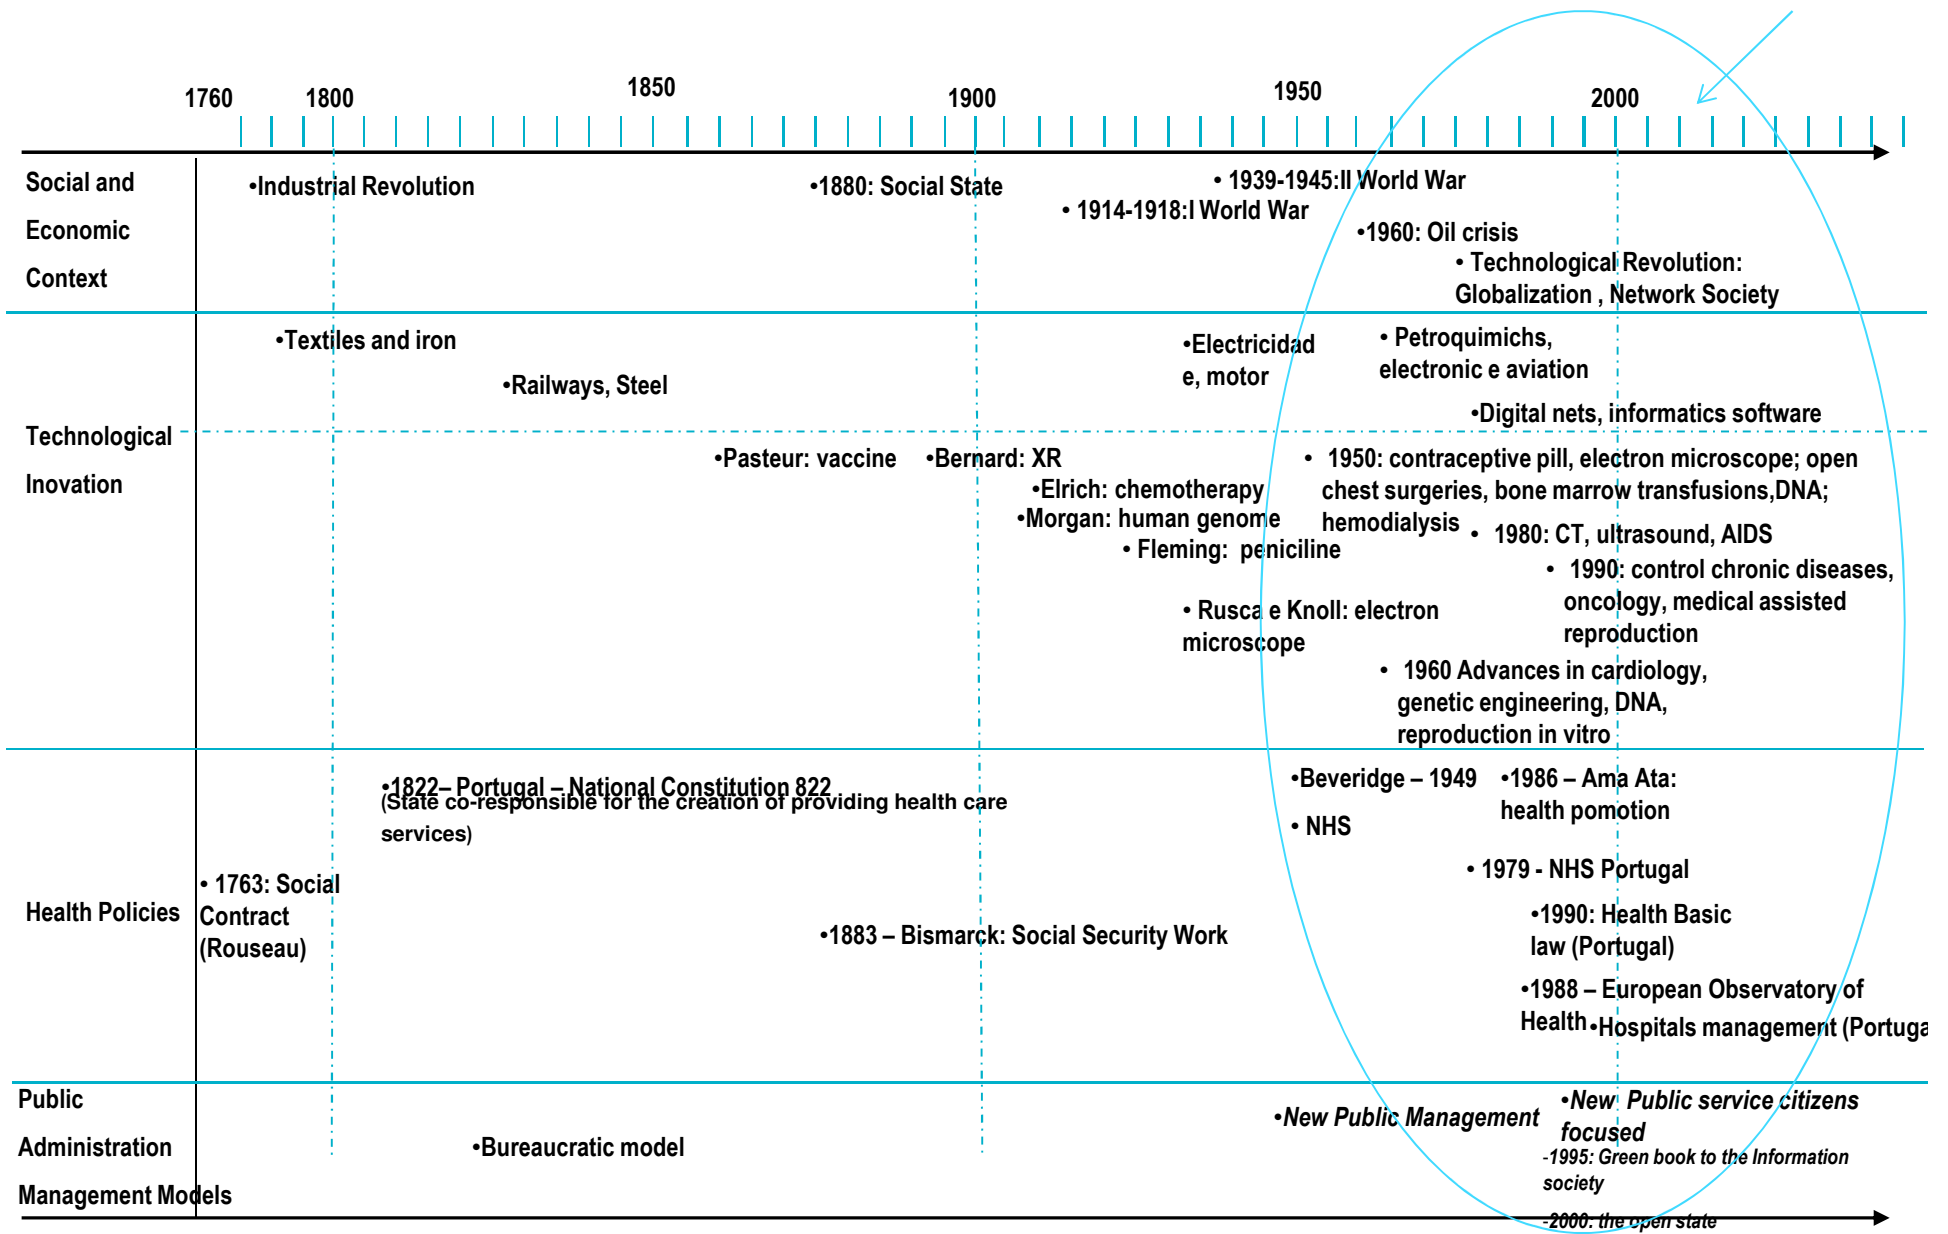 1760 1800 1850 1900 1950 2000
Social and
Economic
Context
•Industrial Revolution
•1880: Social State
• 1939-1945:II World War
• 1914-1918:I World War
•1960: Oil crisis
• Technological Revolution:
Globalization , Network Society
Technological
Inovation
•Textiles and iron
•Railways, Steel
•Electricidad
e, motor
• Petroquimichs,
electronic e aviation
•Digital nets, informatics software
•Pasteur: vaccine
•Bernard: XR
•Elrich: chemotherapy
•Morgan: human genome
• Fleming: peniciline
• Rusca e Knoll: electron
microscope
• 1950: contraceptive pill, electron microscope; open
chest surgeries, bone marrow transfusions,DNA;
hemodialysis
• 1980: CT, ultrasound, AIDS
• 1990: control chronic diseases,
oncology, medical assisted
reproduction
• 1960 Advances in cardiology,
genetic engineering, DNA,
reproduction in vitro
Health Policies
•1822– Portugal – National Constitution 822
(State co-responsible for the creation of providing health care
services)
• 1763: Social
Contract
(Rouseau)
•1883 – Bismarck: Social Security Work
•Beveridge – 1949
• NHS
•1986 – Ama Ata:
health pomotion
• 1979 - NHS Portugal
•1990: Health Basic
law (Portugal)
•1988 – European Observatory of
Health
•Hospitals management (Portuga
Public
Administration
Management Models
•Bureaucratic model
•New Public Management
•New Public service citizens
focused
-1995: Green book to the Information
society
-2000: the open state